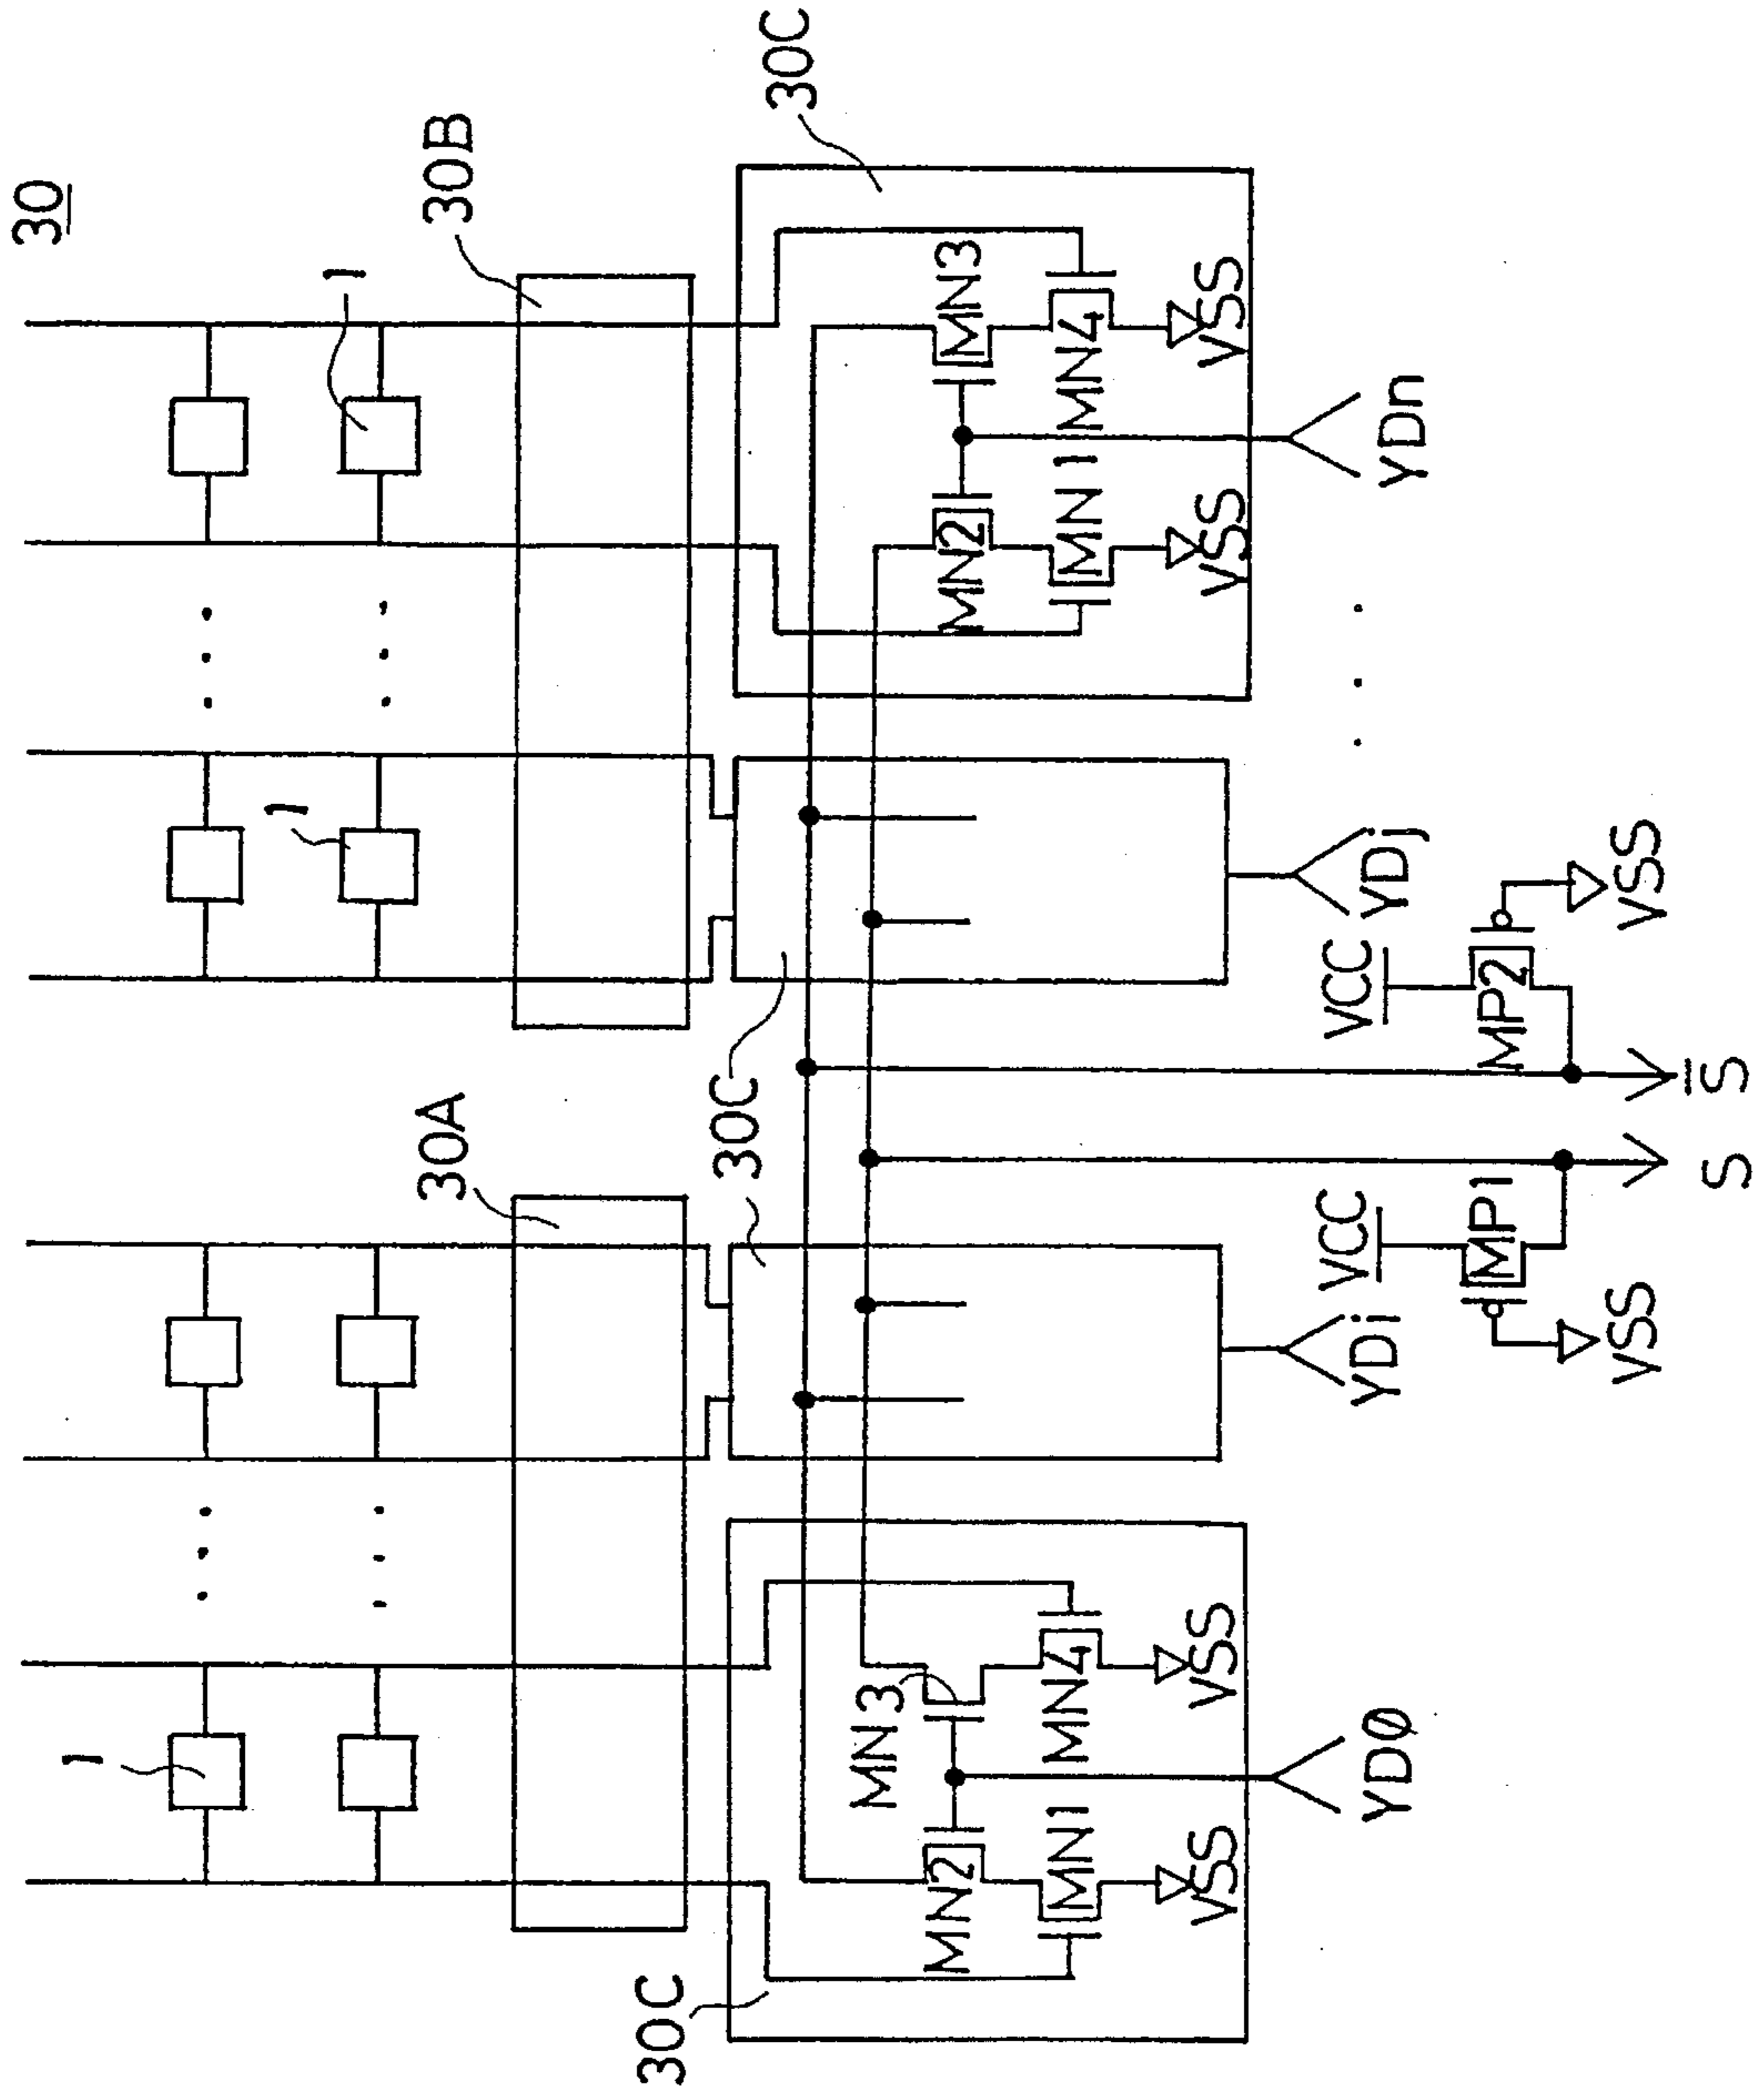 30
30C
30B
1
MN3
MN4
VSS
MN2
MN1
VSS
YDn
1
30C
YDj
VCC
MP2
VSS
S̅
30A
30C
S
VCC
MP1
VSS
YDi
1
MN3
MN4
VSS
MN2
MN1
VSS
YD0
30C